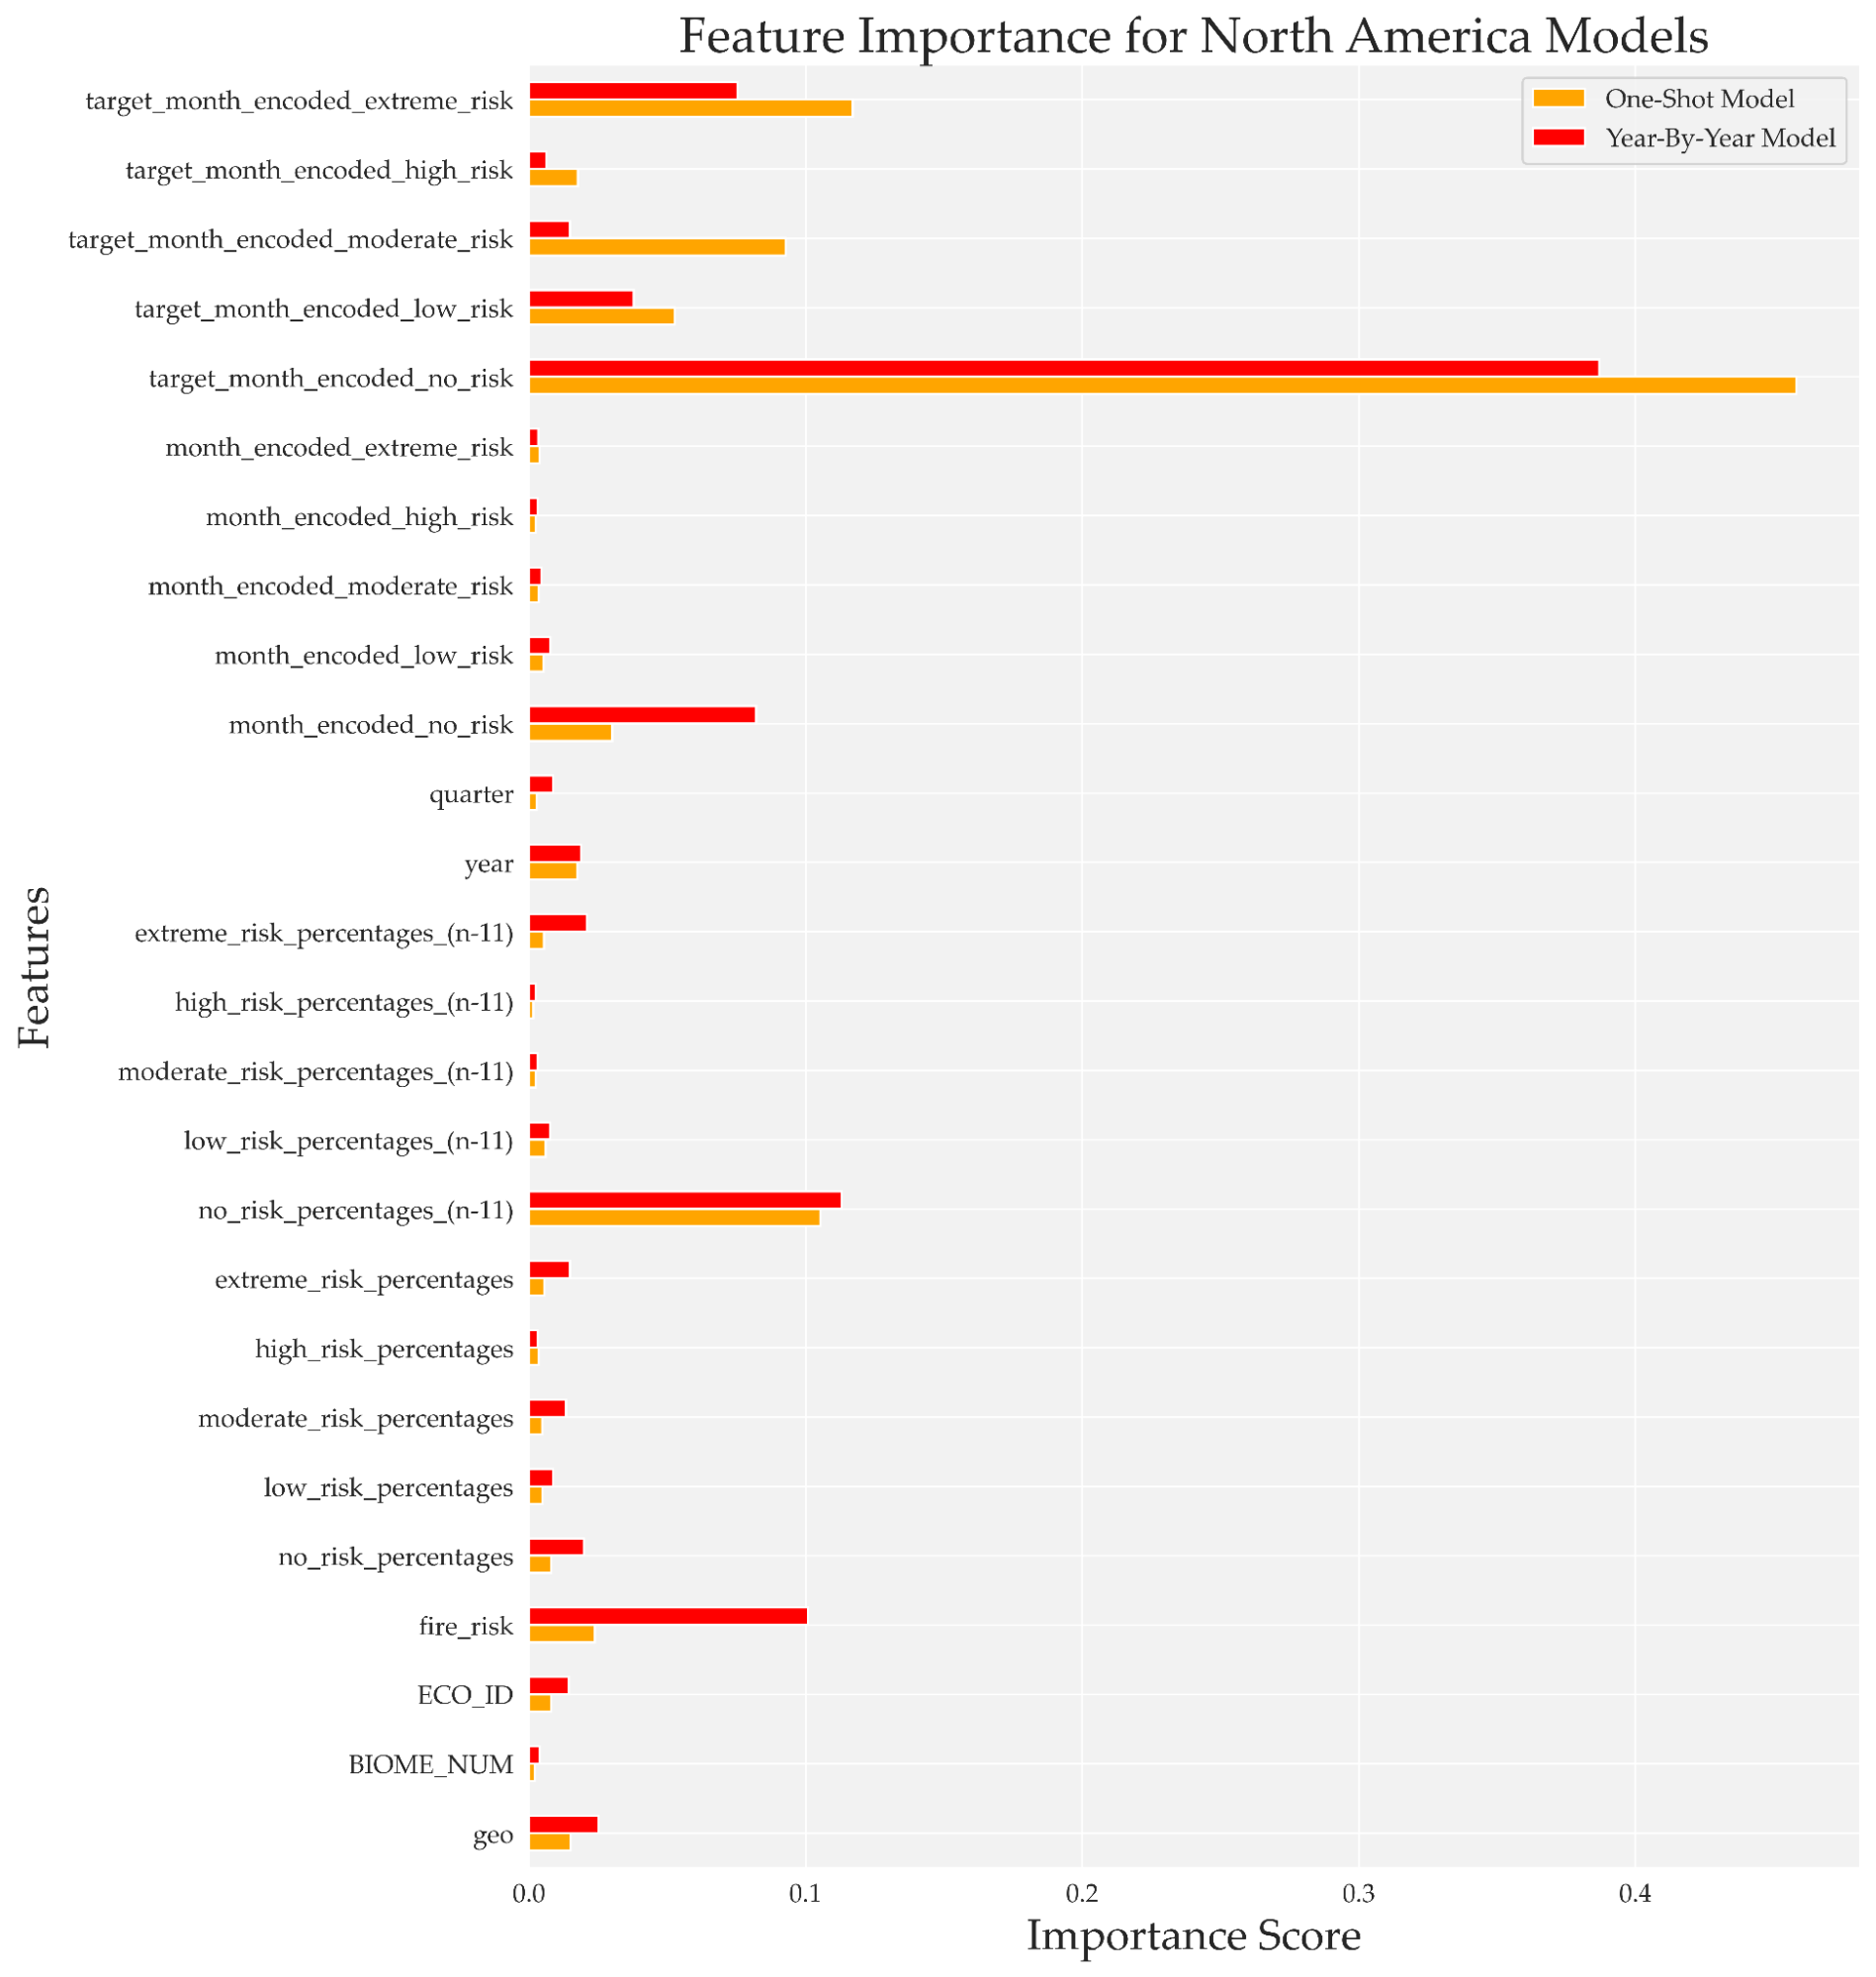 Feature Importance for North America Models
One-Shot Model
Year-By-Year Model
target_month_encoded_extreme_risk
target_month_encoded_high_risk
target_month_encoded_moderate_risk
target_month_encoded_low_risk
target_month_encoded_no_risk
month_encoded_extreme_risk
month_encoded_high_risk
month_encoded_moderate_risk
month_encoded_low_risk
month_encoded_no_risk
quarter
year
extreme_risk_percentages_(n-11)
high_risk_percentages_(n-11)
moderate_risk_percentages_(n-11)
low_risk_percentages_(n-11)
no_risk_percentages_(n-11)
extreme_risk_percentages
high_risk_percentages
moderate_risk_percentages
low_risk_percentages
no_risk_percentages
fire_risk
ECO_ID
BIOME_NUM
geo
Features
0.0 0.1 0.2 0.3 0.4
Importance Score